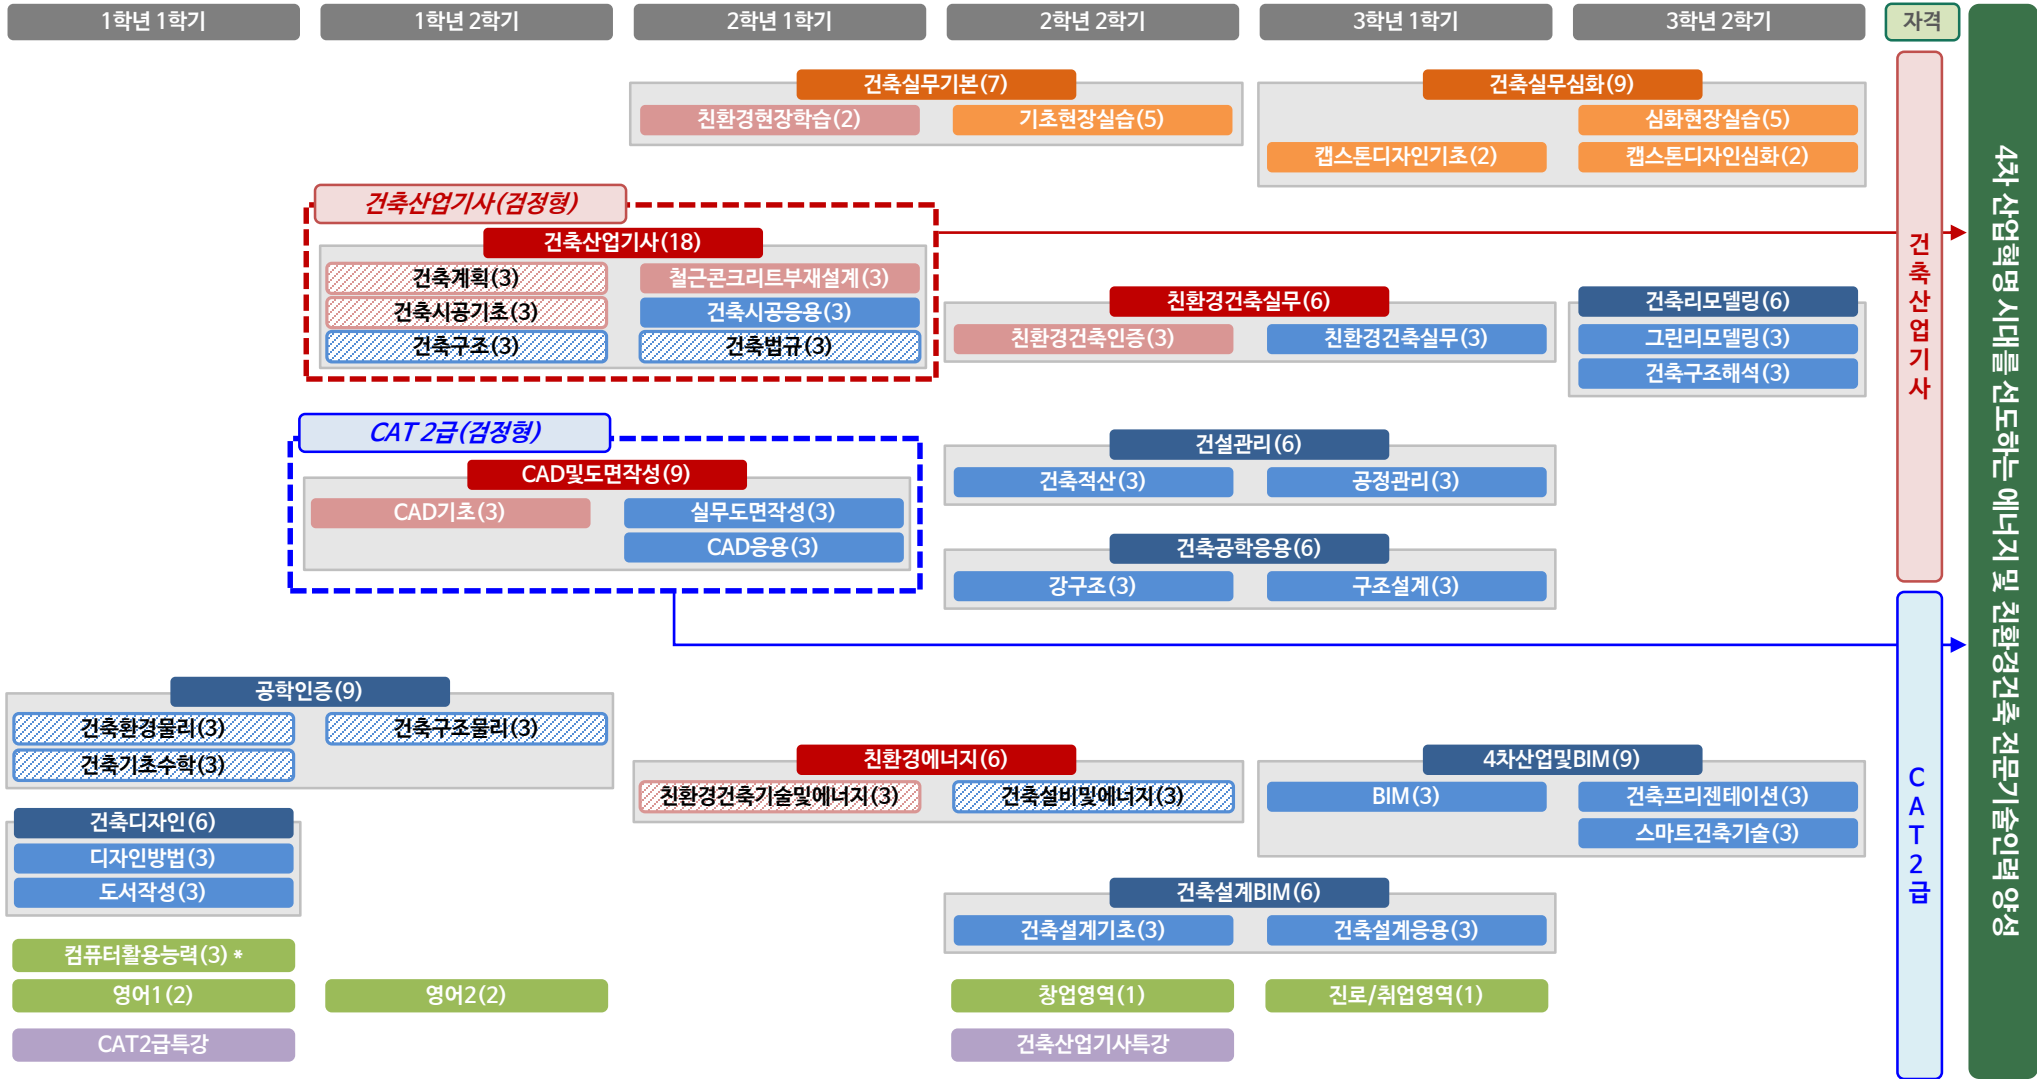 1학년 1학기
1학년 2학기
2학년 1학기
2학년 2학기
3학년 1학기
3학년 2학기
자격
건축실무기본(7)
친환경현장학습(2)
기초현장실습(5)
건축실무심화(9)
심화현장실습(5)
캡스톤디자인기초(2)
캡스톤디자인심화(2)
건축산업기사(검정형)
건축산업기사(18)
건축계획(3)
철근콘크리트부재설계(3)
건축시공기초(3)
건축시공응용(3)
건축구조(3)
건축법규(3)
친환경건축실무(6)
친환경건축인증(3)
친환경건축실무(3)
건축리모델링(6)
그린리모델링(3)
건축구조해석(3)
CAT 2급(검정형)
CAD및도면작성(9)
CAD기초(3)
실무도면작성(3)
CAD응용(3)
건설관리(6)
건축적산(3)
공정관리(3)
건축공학응용(6)
강구조(3)
구조설계(3)
공학인증(9)
건축환경물리(3)
건축구조물리(3)
건축기초수학(3)
친환경에너지(6)
친환경건축기술및에너지(3)
건축설비및에너지(3)
4차산업및BIM(9)
BIM(3)
건축프리젠테이션(3)
스마트건축기술(3)
건축디자인(6)
디자인방법(3)
도서작성(3)
건축설계BIM(6)
건축설계기초(3)
건축설계응용(3)
컴퓨터활용능력(3) *
영어1(2)
영어2(2)
창업영역(1)
진로/취업영역(1)
CAT2급특강
건축산업기사특강
건축산업기사
CAT2급
4차 산업혁명 시대를 선도하는 에너지 및 친환경건축 전문기술인력 양성